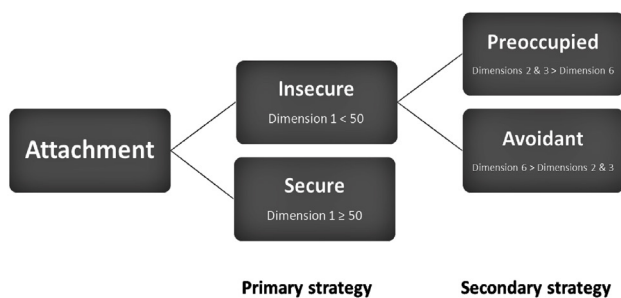 Attachment
Insecure
Dimension 1 < 50
Secure
Dimension 1 ≥ 50
Preoccupied
Dimensions 2 & 3 > Dimension 6
Avoidant
Dimension 6 > Dimensions 2 & 3
Primary strategy
Secondary strategy